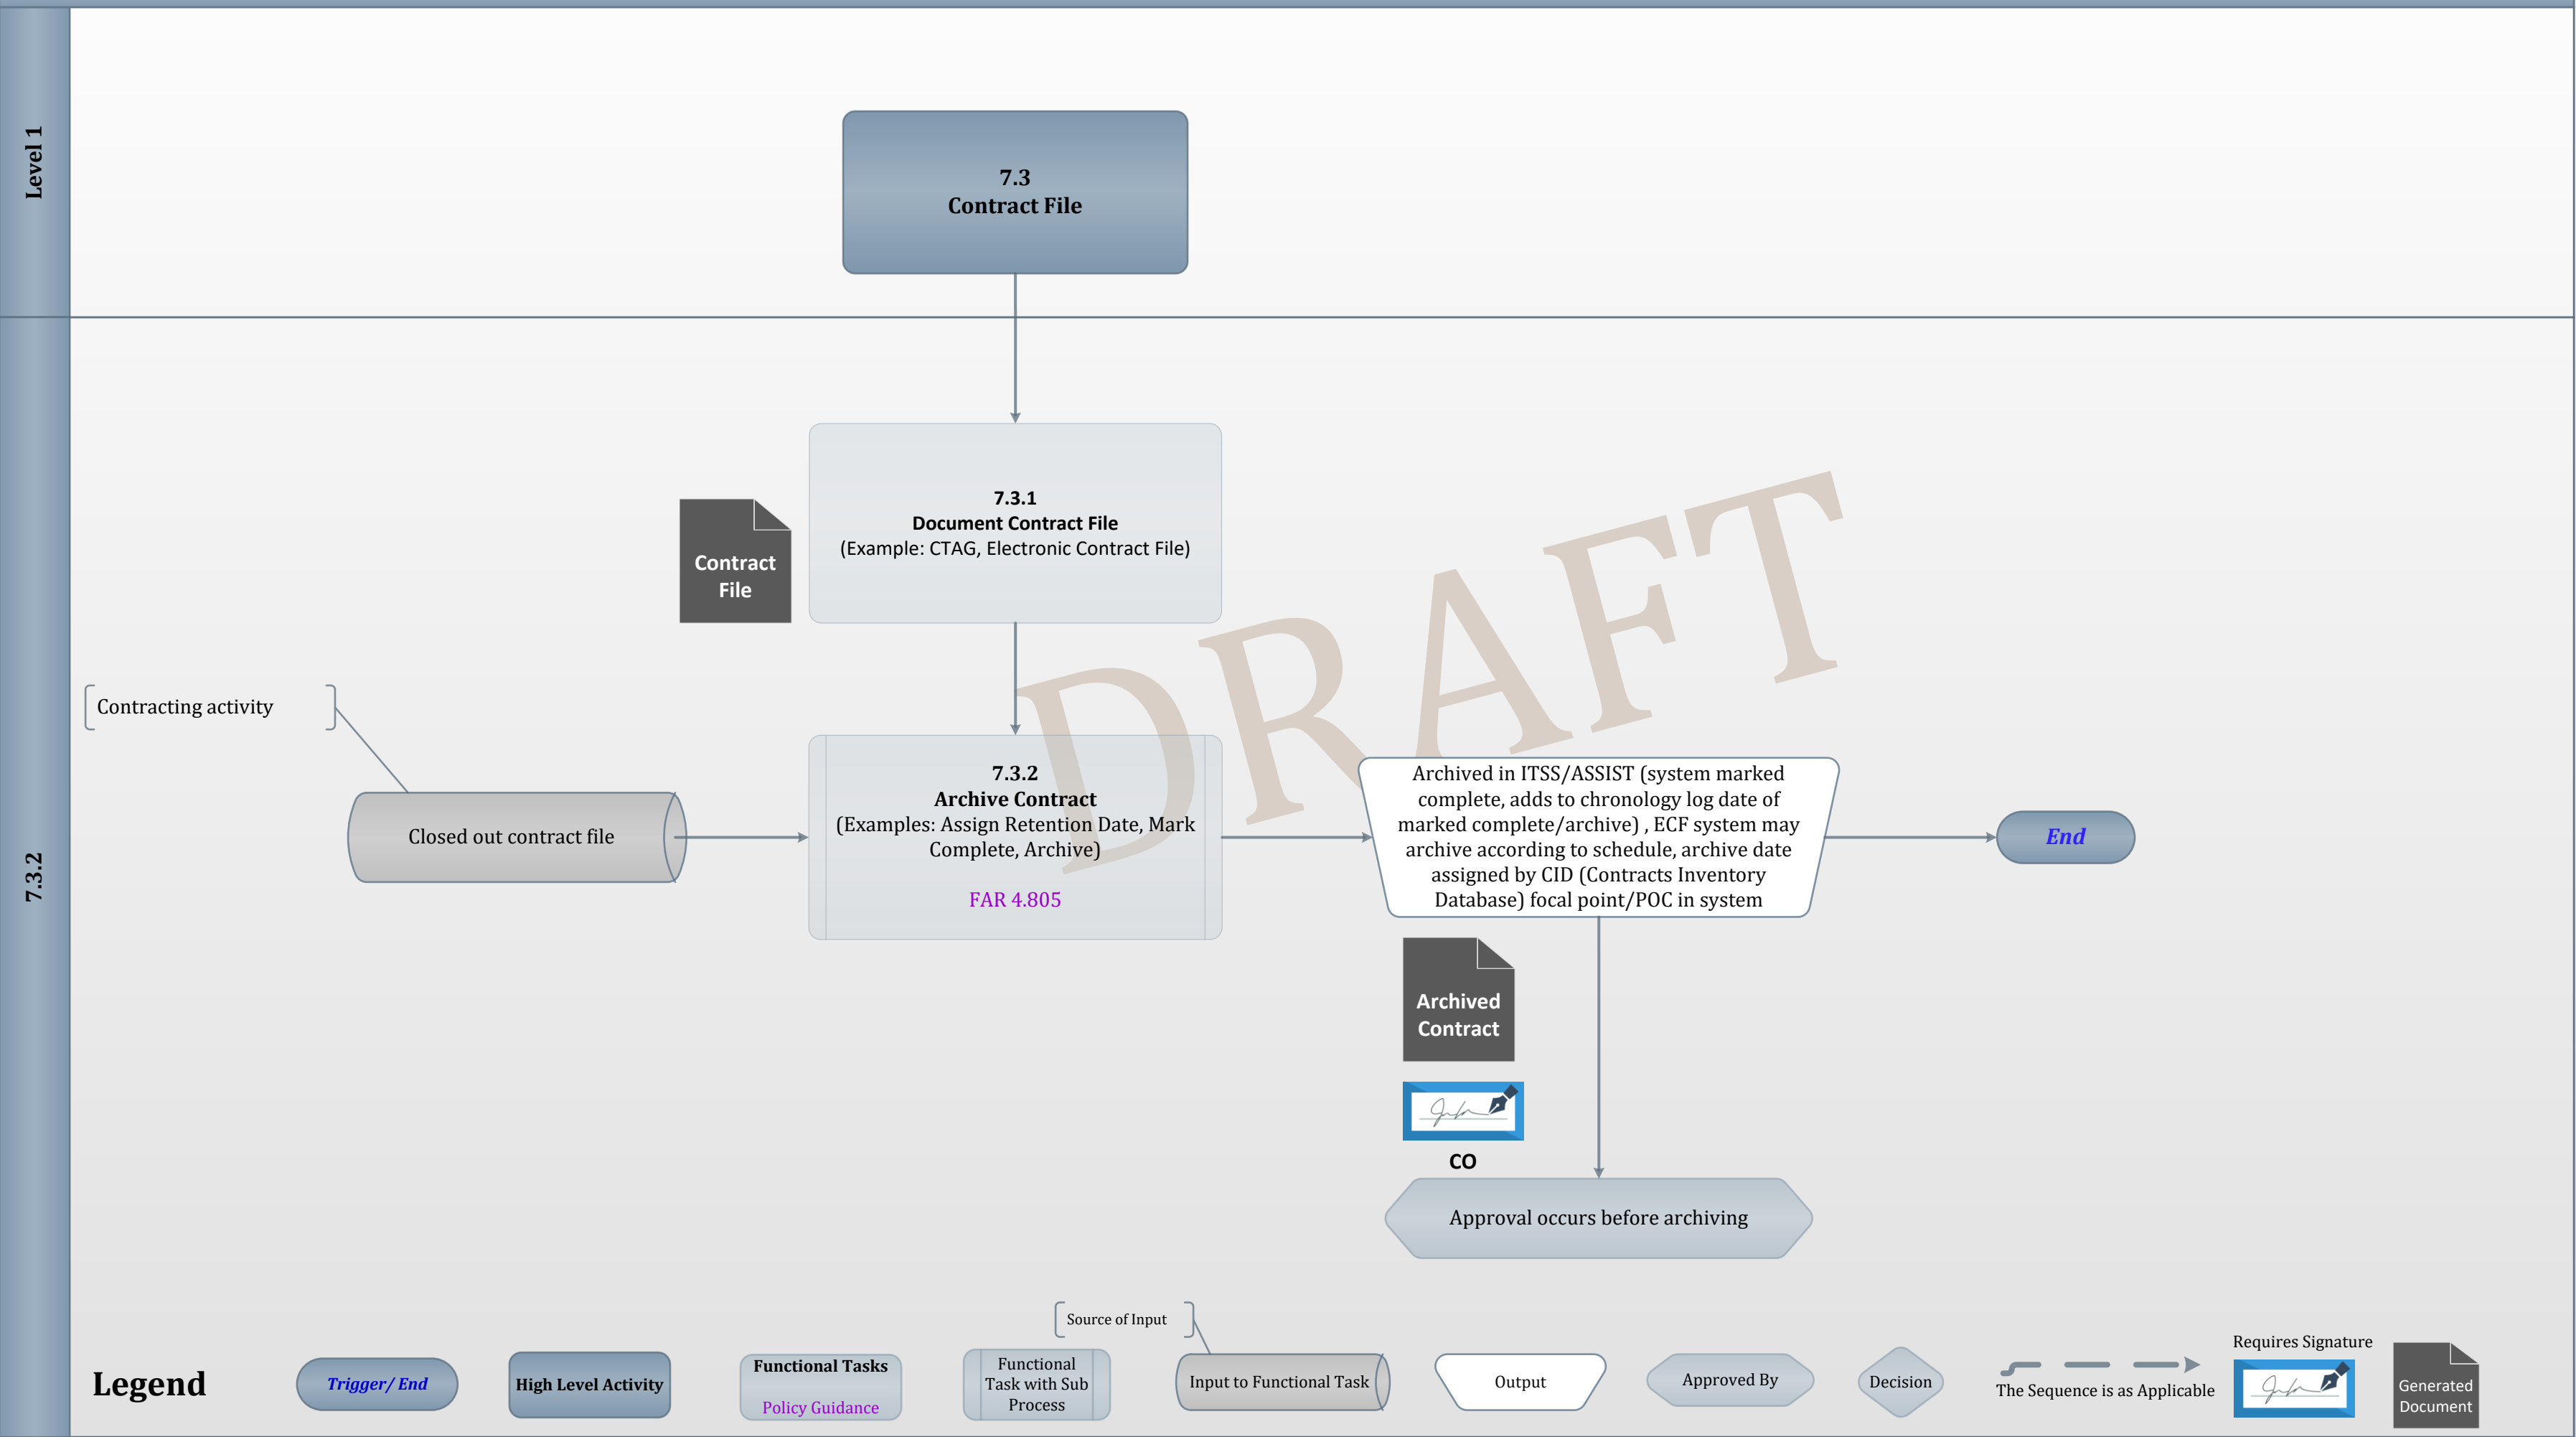 Level 1
7.3
Contract File
7.3.1
Document Contract File
(Example: CTAG, Electronic Contract File)
Contract
File
DRAFT
7.3.2
Contracting activity
Closed out contract file
7.3.2
Archive Contract
(Examples: Assign Retention Date, Mark
Complete, Archive)
FAR 4.805
Archived in ITSS/ASSIST (system marked
complete, adds to chronology log date of
marked complete/archive) , ECF system may
archive according to schedule, archive date
assigned by CID (Contracts Inventory
Database) focal point/POC in system
End
Archived
Contract
CO
Approval occurs before archiving
Legend
Trigger/ End
High Level Activity
Functional Tasks
Policy Guidance
Functional
Task with Sub
Process
Source of Input
Input to Functional Task
Output
Approved By
Decision
The Sequence is as Applicable
Requires Signature
Generated
Document